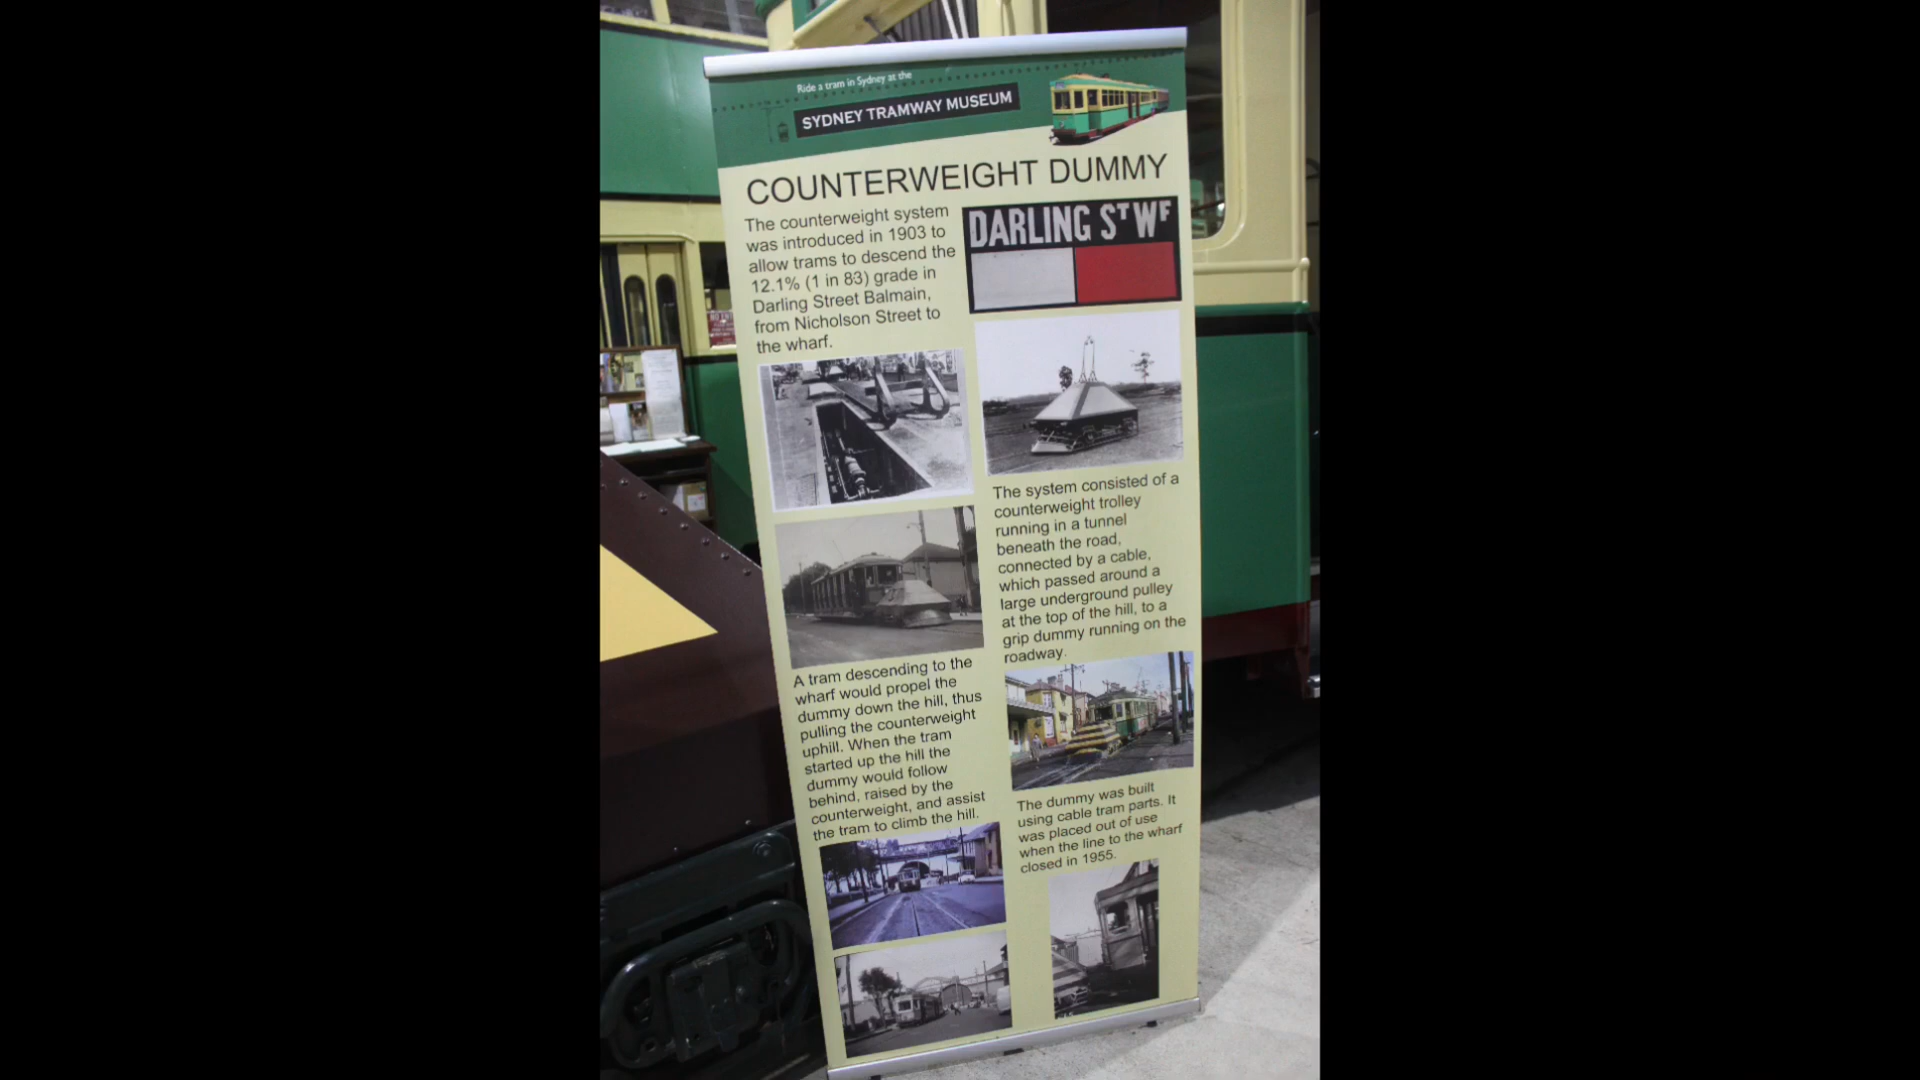 Ride a tram in Sydney at the
SYDNEY TRAMWAY MUSEUM
COUNTERWEIGHT DUMMY
The counterweight system
was introduced in 1903 to
allow trams to descend the
12.1% (1 in 83) grade in
Darling Street Balmain,
from Nicholson Street to
the wharf.
DARLING ST WF
The system consisted of a
counterweight trolley
running in a tunnel
beneath the road,
connected by a cable,
which passed around a
large underground pulley
at the top of the hill, to a
grip dummy running on the
roadway.
A tram descending to the
wharf would propel the
dummy down the hill, thus
pulling the counterweight
uphill. When the tram
started up the hill the
dummy would follow
behind, raised by the
counterweight, and assist
the tram to climb the hill.
The dummy was built
using cable tram parts. It
was placed out of use
when the line to the wharf
closed in 1955.